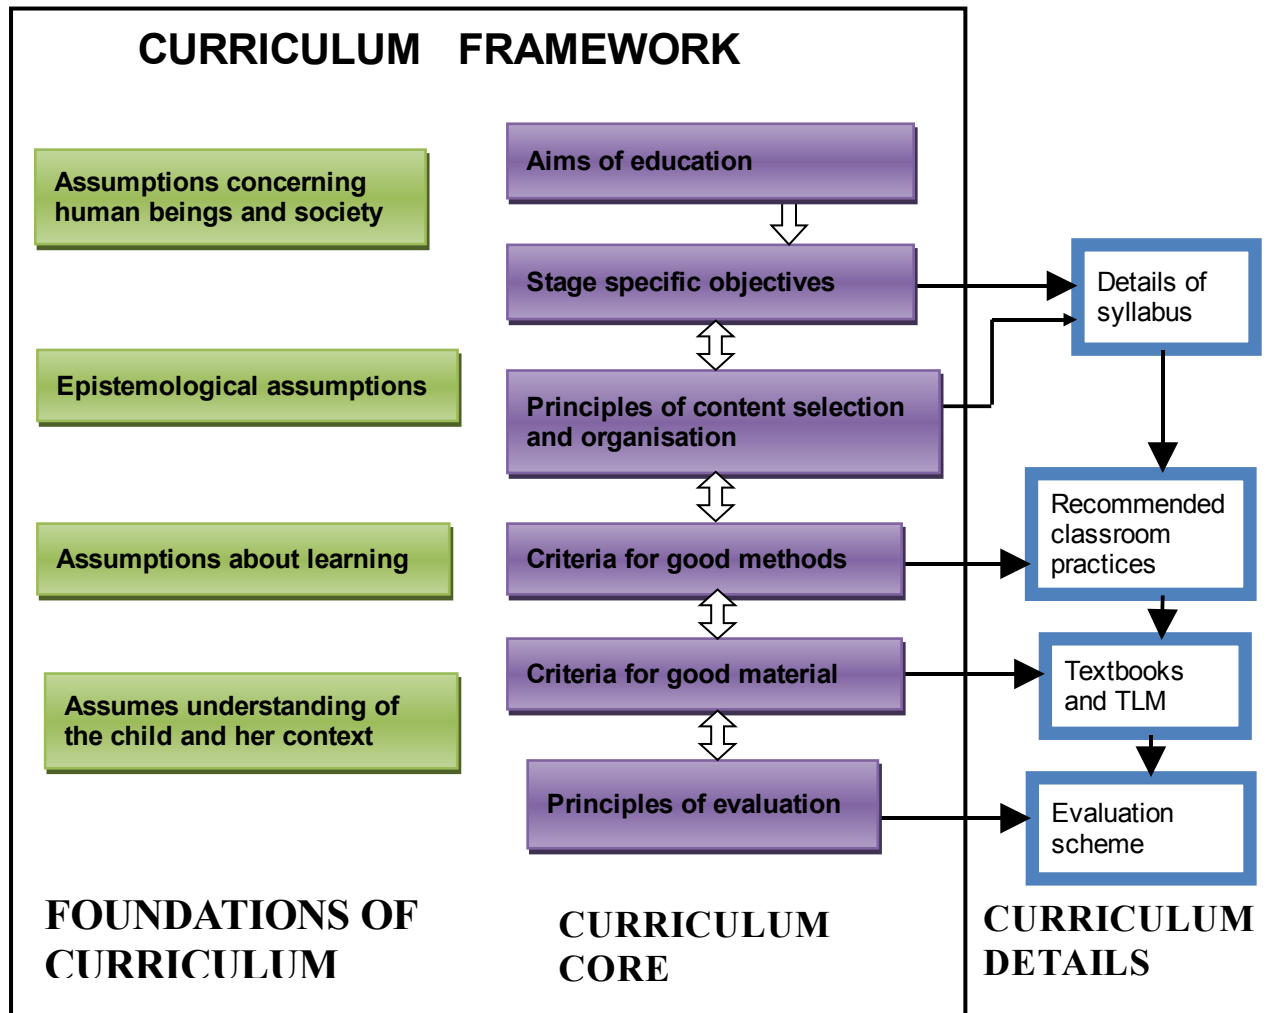 CURRICULUM FRAMEWORK
Assumptions concerning
human beings and society
Epistemological assumptions
Assumptions about learning
Assumes understanding of
the child and her context
FOUNDATIONS OF
CURRICULUM
Aims of education
Stage specific objectives
Principles of content selection
and organisation
Criteria for good methods
Criteria for good material
Principles of evaluation
CURRICULUM
CORE
Details of
syllabus
Recommended
classroom
practices
Textbooks
and TLM
Evaluation
scheme
CURRICULUM
DETAILS